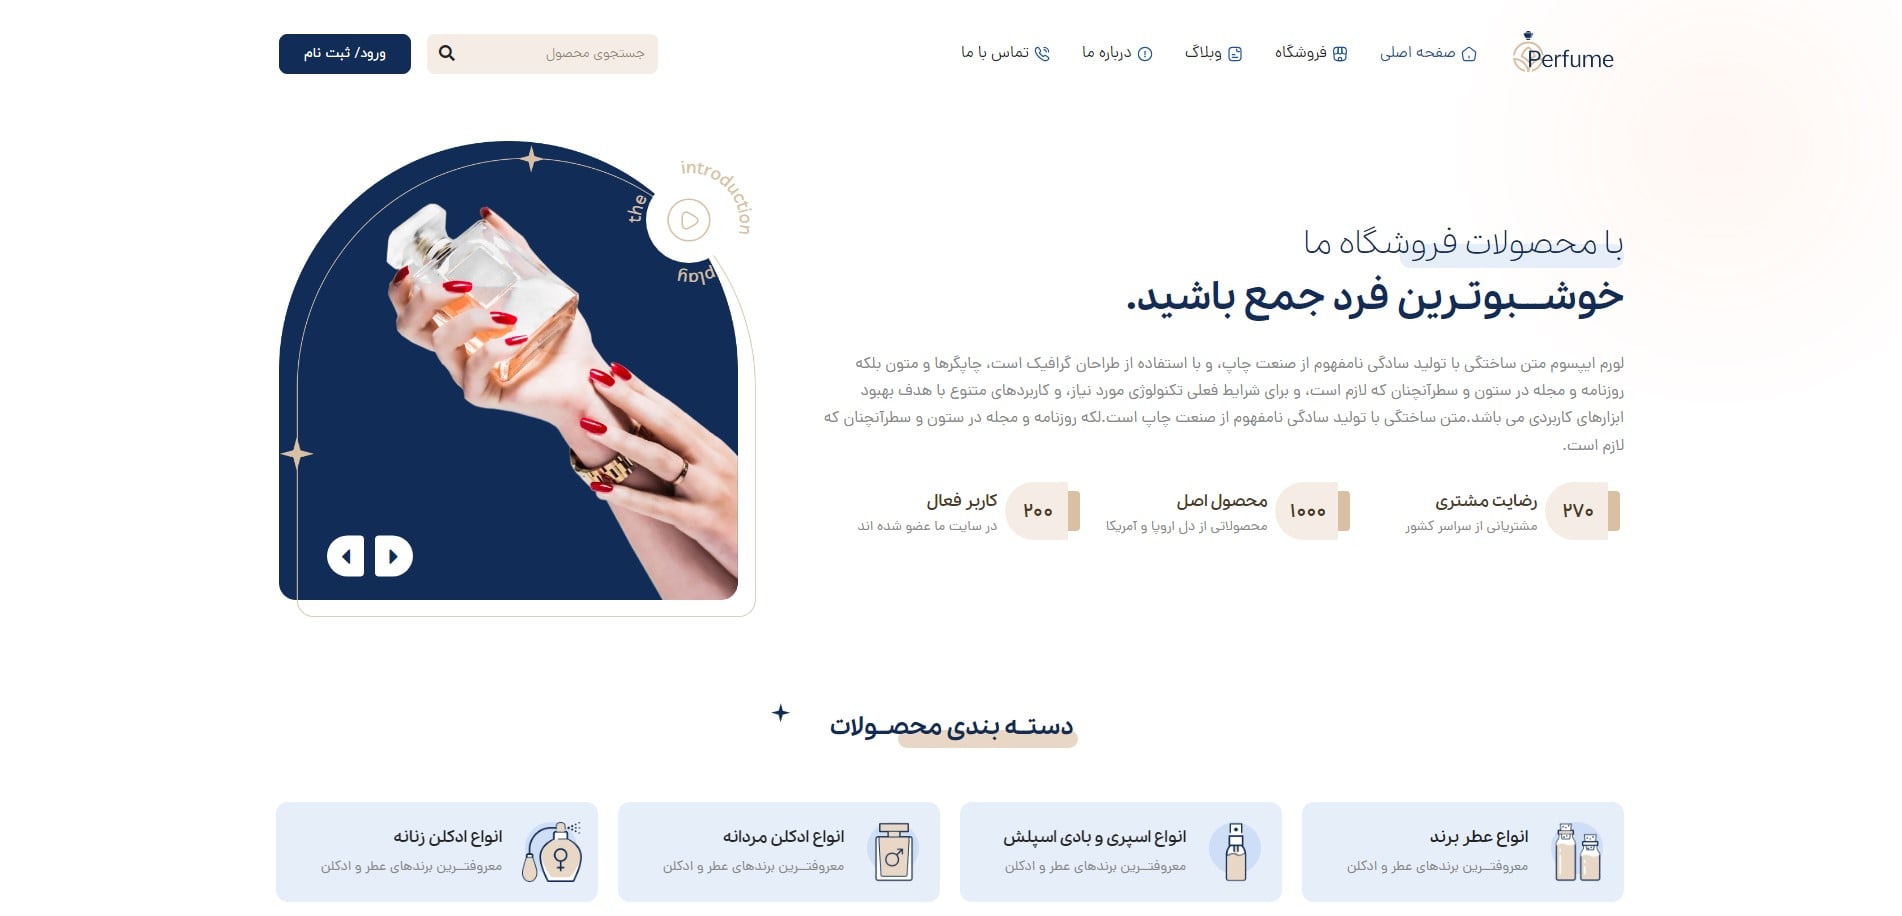 Perfume
صفحه اصلی
فروشگاه
وبلاگ
درباره ما
تماس با ما
جستجوی محصول
ورود/ ثبت نام
با محصولات فروشگاه ما
خوشـــبوتـرین فرد جمع باشید.
لورم ایپسوم متن ساختگی با تولید سادگی نامفهوم از صنعت چاپ، و با استفاده از طراحان گرافیک است، چاپگرها و متون بلکه
روزنامه و مجله در ستون و سطرآنچنان که لازم است، و برای شرایط فعلی تکنولوژی مورد نیاز، و کاربردهای متنوع با هدف بهبود
ابزارهای کاربردی می باشد.متن ساختگی با تولید سادگی نامفهوم از صنعت چاپ است.لکه روزنامه و مجله در ستون و سطرآنچنان که
لازم است.
۲۷۰
رضایت مشتری
مشتریانی از سراسر کشور
۱۰۰۰
محصول اصل
محصولاتی از دل اروپا و آمریکا
۲۰۰
کاربر فعال
در سایت ما عضو شده اند
play the introduction
دستـه بندی محصـولات
انواع عطر برند
معروفتـــرین برندهای عطر و ادکلن
انواع اسپری و بادی اسپلش
معروفتـــرین برندهای عطر و ادکلن
انواع ادکلن مردانه
معروفتـــرین برندهای عطر و ادکلن
انواع ادکلن زنانه
معروفتـــرین برندهای عطر و ادکلن